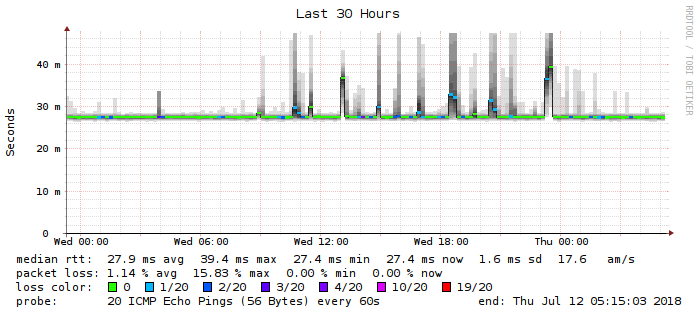 Last 30 Hours
RRDTOOL / TOBI OETIKER
Seconds
40 m
30 m
20 m
10 m
0
Wed 00:00 Wed 06:00 Wed 12:00 Wed 18:00 Thu 00:00
median rtt: 27.9 ms avg 39.4 ms max 27.4 ms min 27.4 ms now 1.6 ms sd 17.6 am/s
packet loss: 1.14 % avg 15.83 % max 0.00 % min 0.00 % now
loss color: 0 1/20 2/20 3/20 4/20 10/20 19/20
probe: 20 ICMP Echo Pings (56 Bytes) every 60s end: Thu Jul 12 05:15:03 2018